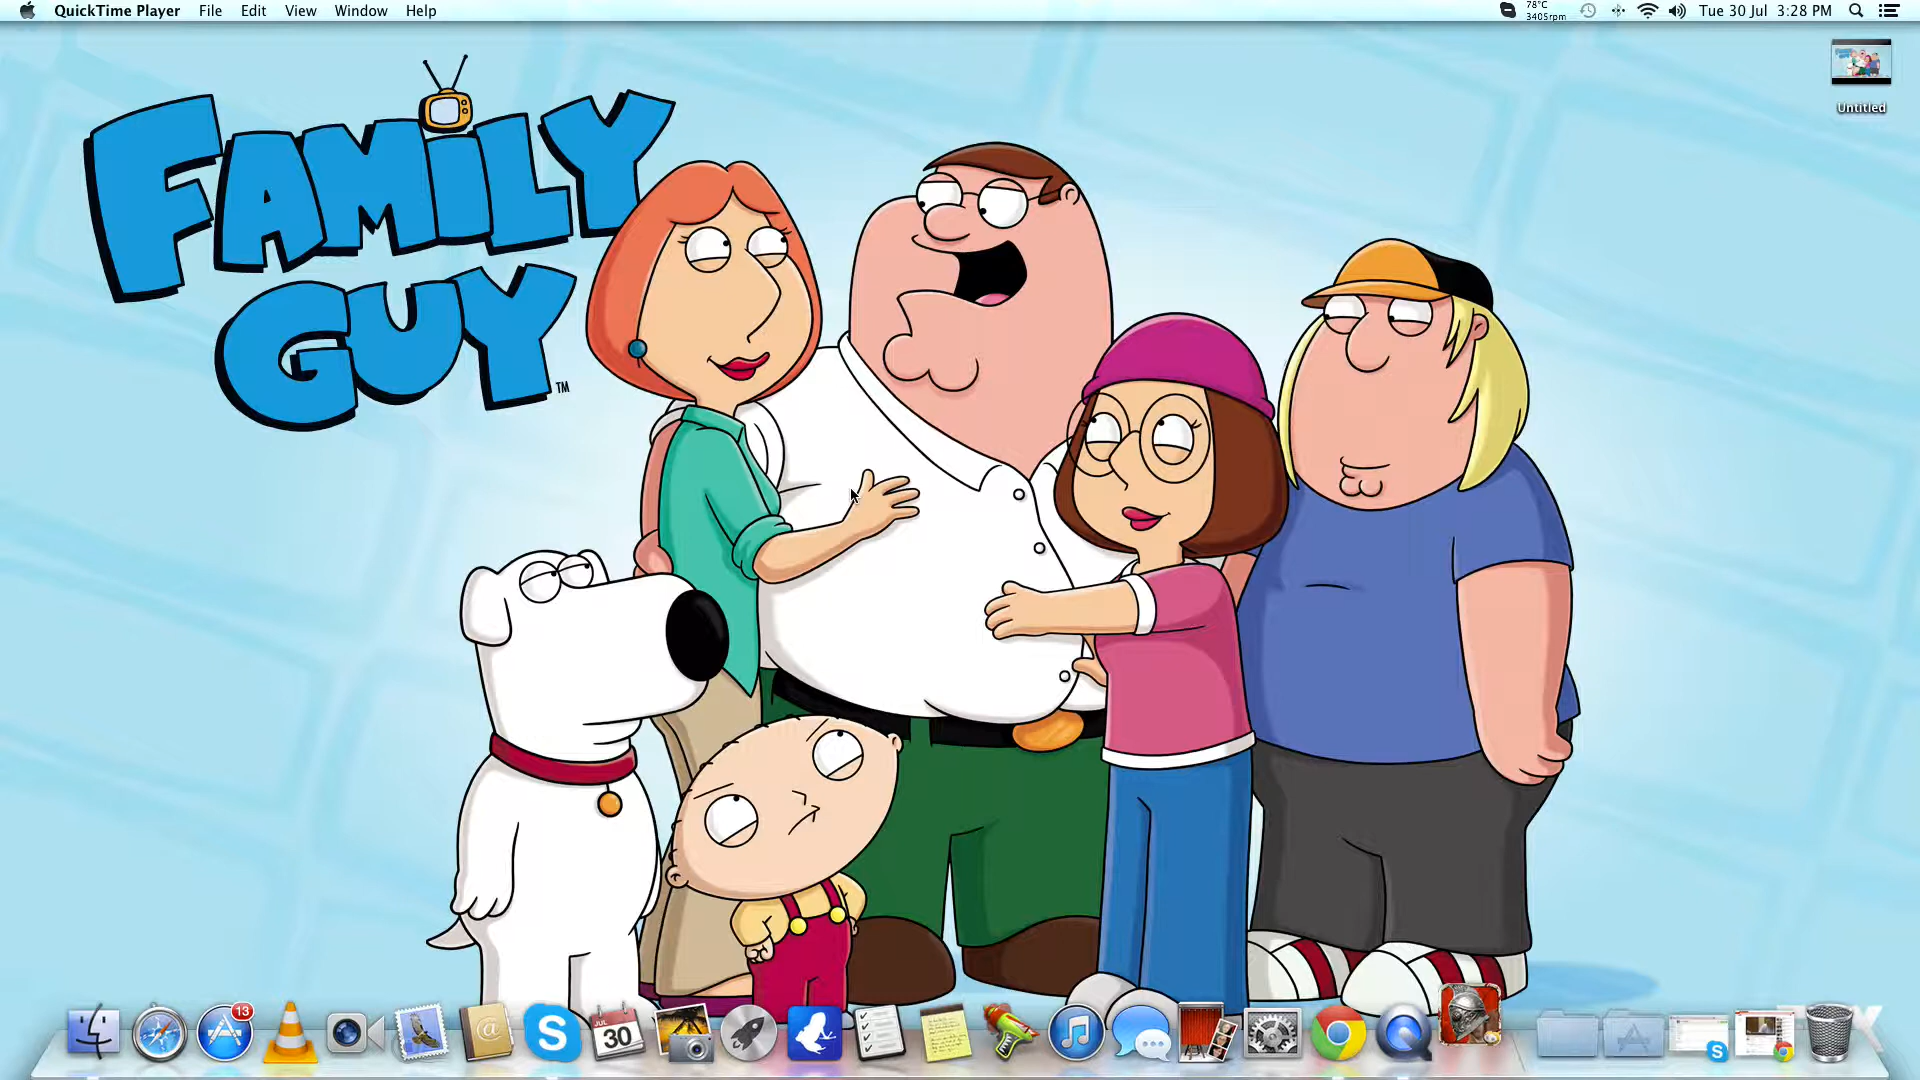 QuickTime Player File Edit View Window Help
78°C
3405rpm
Tue 30 Jul 3:28 PM
Untitled
FAMILY
GUY
TM
13
JUL
30